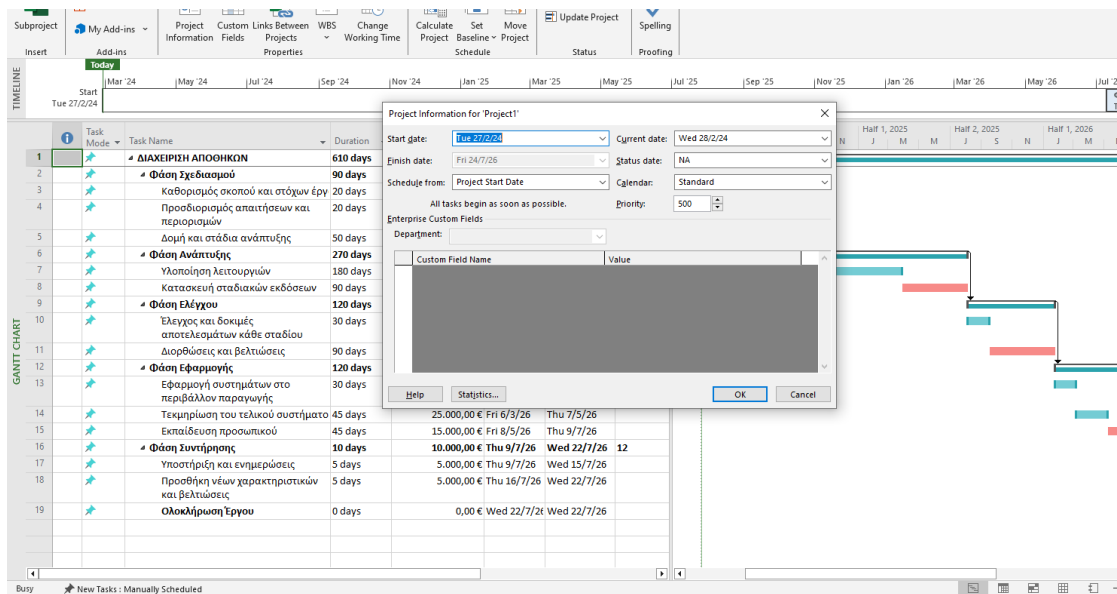 Subproject
My Add-ins
Project Information
Custom Fields
Links Between Projects
WBS
Change Working Time
Calculate Project
Set Baseline
Move Project
Update Project
Spelling
Insert
Add-ins
Properties
Schedule
Status
Proofing
TIMELINE
Today
Mar '24
May '24
Jul '24
Sep '24
Nov '24
Jan '25
Mar '25
May '25
Jul '25
Sep '25
Nov '25
Jan '26
Mar '26
May '26
Start
Tue 27/2/24
Project Information for 'Project1'
Start date: Tue 27/2/24
Current date: Wed 28/2/24
Finish date: Fri 24/7/26
Status date: NA
Schedule from: Project Start Date
Calendar: Standard
All tasks begin as soon as possible.
Priority: 500
Enterprise Custom Fields
Department:
Custom Field Name Value
Help Statistics... OK Cancel
Task Mode Task Name Duration
Half 1, 2025 Half 2, 2025 Half 1, 2026
N J M M J S N J M
GANTT CHART
1 ΔΙΑΧΕΙΡΙΣΗ ΑΠΟΘΗΚΩΝ 610 days
2 Φάση Σχεδιασμού 90 days
3 Καθορισμός σκοπού και στόχων έργ 20 days
4 Προσδιορισμός απαιτήσεων και 20 days
περιορισμών
5 Δομή και στάδια ανάπτυξης 50 days
6 Φάση Ανάπτυξης 270 days
7 Υλοποίηση λειτουργιών 180 days
8 Κατασκευή σταδιακών εκδόσεων 90 days
9 Φάση Ελέγχου 120 days
10 Έλεγχος και δοκιμές 30 days
αποτελεσμάτων κάθε σταδίου
11 Διορθώσεις και βελτιώσεις 90 days
12 Φάση Εφαρμογής 120 days
13 Εφαρμογή συστημάτων στο 30 days
περιβάλλον παραγωγής
14 Τεκμηρίωση του τελικού συστήματο 45 days 25.000,00 € Fri 6/3/26 Thu 7/5/26
15 Εκπαίδευση προσωπικού 45 days 15.000,00 € Fri 8/5/26 Thu 9/7/26
16 Φάση Συντήρησης 10 days 10.000,00 € Thu 9/7/26 Wed 22/7/26 12
17 Υποστήριξη και ενημερώσεις 5 days 5.000,00 € Thu 9/7/26 Wed 15/7/26
18 Προσθήκη νέων χαρακτηριστικών 5 days 5.000,00 € Thu 16/7/26 Wed 22/7/26
και βελτιώσεις
19 Ολοκλήρωση Έργου 0 days 0,00 € Wed 22/7/26 Wed 22/7/26
Busy New Tasks : Manually Scheduled